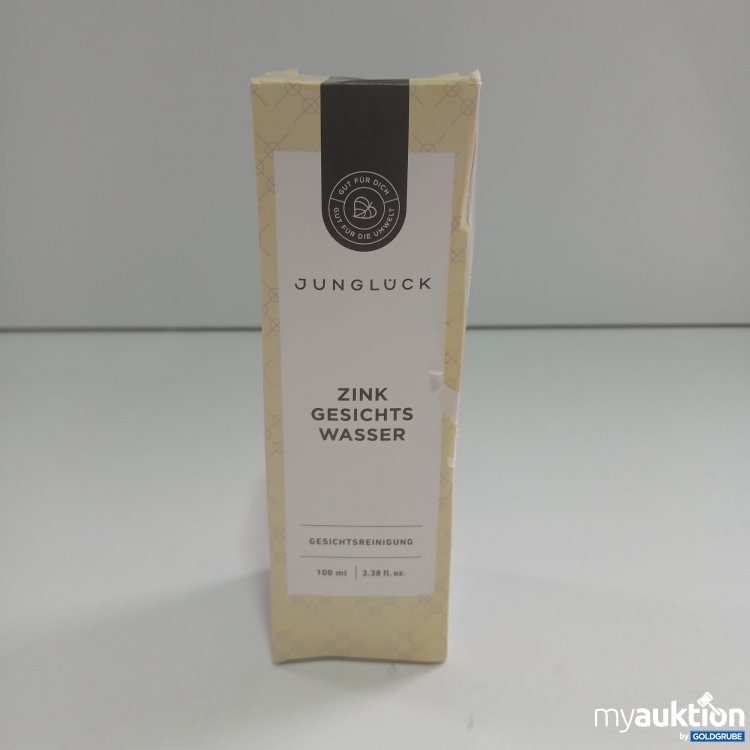 GUT FÜR DICH
GUT FÜR DIE UMWELT
JUNGLÜCK
ZINK
GESICHTS
WASSER
GESICHTSREINIGUNG
100 ml | 3.38 fl. oz.
myauktion
by GOLDGRUBE